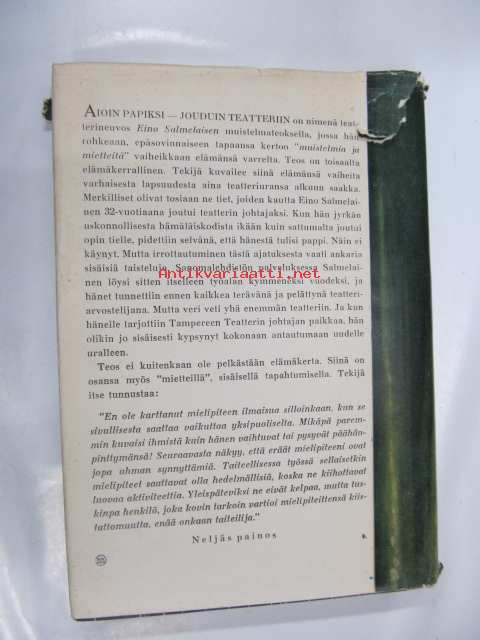 AIOIN PAPIKSI — JOUDUIN TEATTERIIN on nimenä teat-
terineuvos Eino Salmelaisen muistelmateoksella, jossa hän
rohkeaan, epäsovinnaiseen tapaansa kertoo "muistelmia ja
mietteitä" vaiheikkaan elämänsä varrelta. Teos on toisaalta
elämäkerrallinen. Tekijä kuvailee siinä elämänsä vaiheita
varhaisesta lapsuudesta aina teatteriuransa alkuun saakka.
Merkilliset olivat tosiaan ne tiet, joiden kautta Eino Salmelai-
nen 32-vuotiaana joutui teatterin johtajaksi. Kun hän jyrkän
uskonnollisesta hämäläiskodista ikään kuin sattumalta joutui
opin tielle, pidettiin selvänä, että hänestä tulisi pappi. Näin ei
käynyt. Mutta irrottautuminen tästä ajatuksesta vaati ankaria
sisäisiä taisteluja. Sanomalehdistön palveluksessa Salmelai-
Antikvariaatti.net
nen löysi sitten itselleen työalan kymmeneksi vuodeksi, ja
hänet tunnettiin ennen kaikkea terävänä ja pelättynä teatteri-
arvostelijana. Mutta veri veti yhä enemmän teatteriin. Ja kun
hänelle tarjottiin Tampereen Teatterin johtajan paikkaa, hän
olikin jo sisäisesti kypsynyt kokonaan antautumaan uudelle
uralleen.
Teos ei kuitenkaan ole pelkästään elämäkerta. Siinä on
osansa myös "mietteillä", sisäisellä tapahtumisella. Tekijä
itse tunnustaa:
"En ole karttanut mielipiteen ilmaisua silloinkaan, kun se
sivullisesta saattaa vaikuttaa yksipuoliselta. Mikäpä parem-
min kuvaisi ihmistä kuin hänen vaihtuvat tai pysyvät päähän-
pinttymänsä! Seuraavasta näkyy, että eräät mielipiteeni ovat
jopa uhman synnyttämiä. Taiteellisessa työssä sellaisetkin
mielipiteet saattavat olla hedelmällisiä, koska ne kiihottavat
luovaa aktiviteettia. Yleispäteviksi ne eivät kelpaa, mutta tus-
kinpa henkilö, joka kovin tarkoin vartioi mielipiteittensä kiis-
tattomuutta, enää onkaan taiteilija."
Neljäs painos